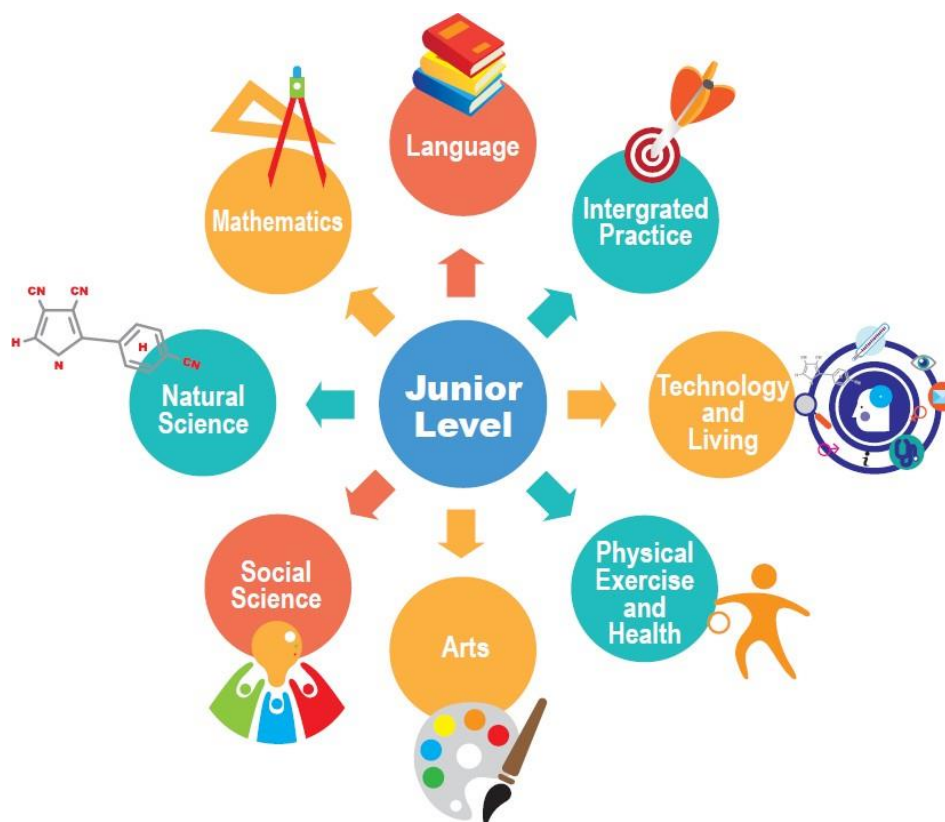 Language
Mathematics
Intergrated
Practice
CN
CN
H
N
H
CN
Natural
Science
Junior
Level
Technology
and
Living
i
Social
Science
Arts
Physical
Exercise
and
Health